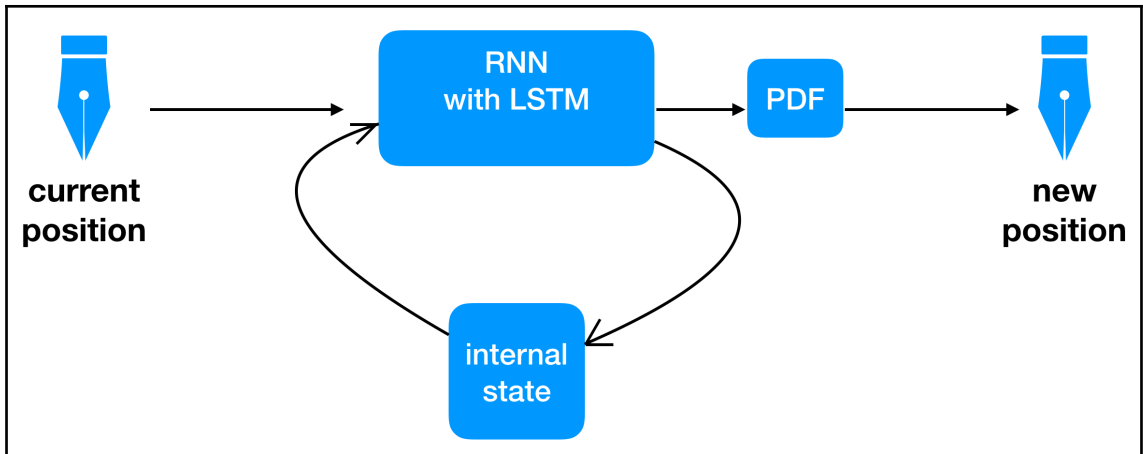 RNN
with LSTM
PDF
current
position
new
position
internal
state